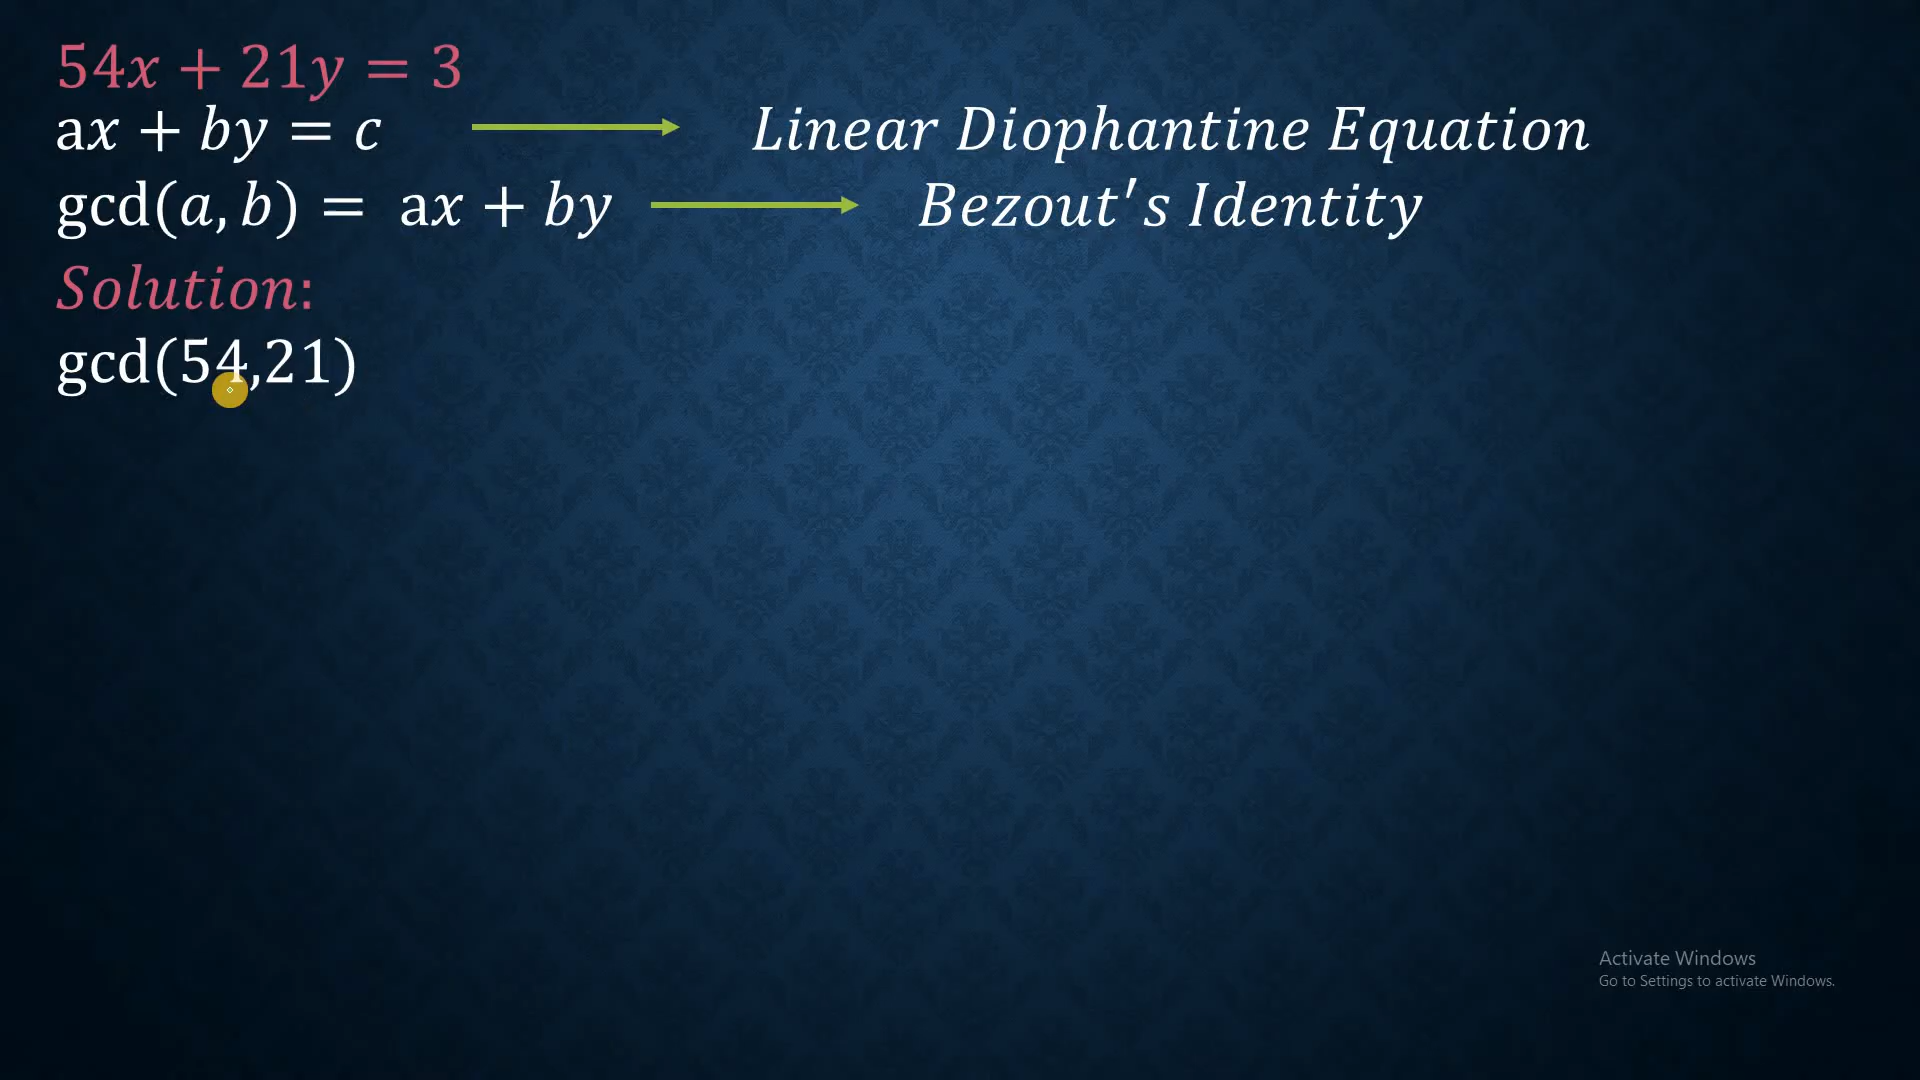 54x + 21y = 3
ax + by = c Linear Diophantine Equation
gcd(a, b) = ax + by Bezout's Identity
Solution:
gcd(54,21)
Activate Windows
Go to Settings to activate Windows.